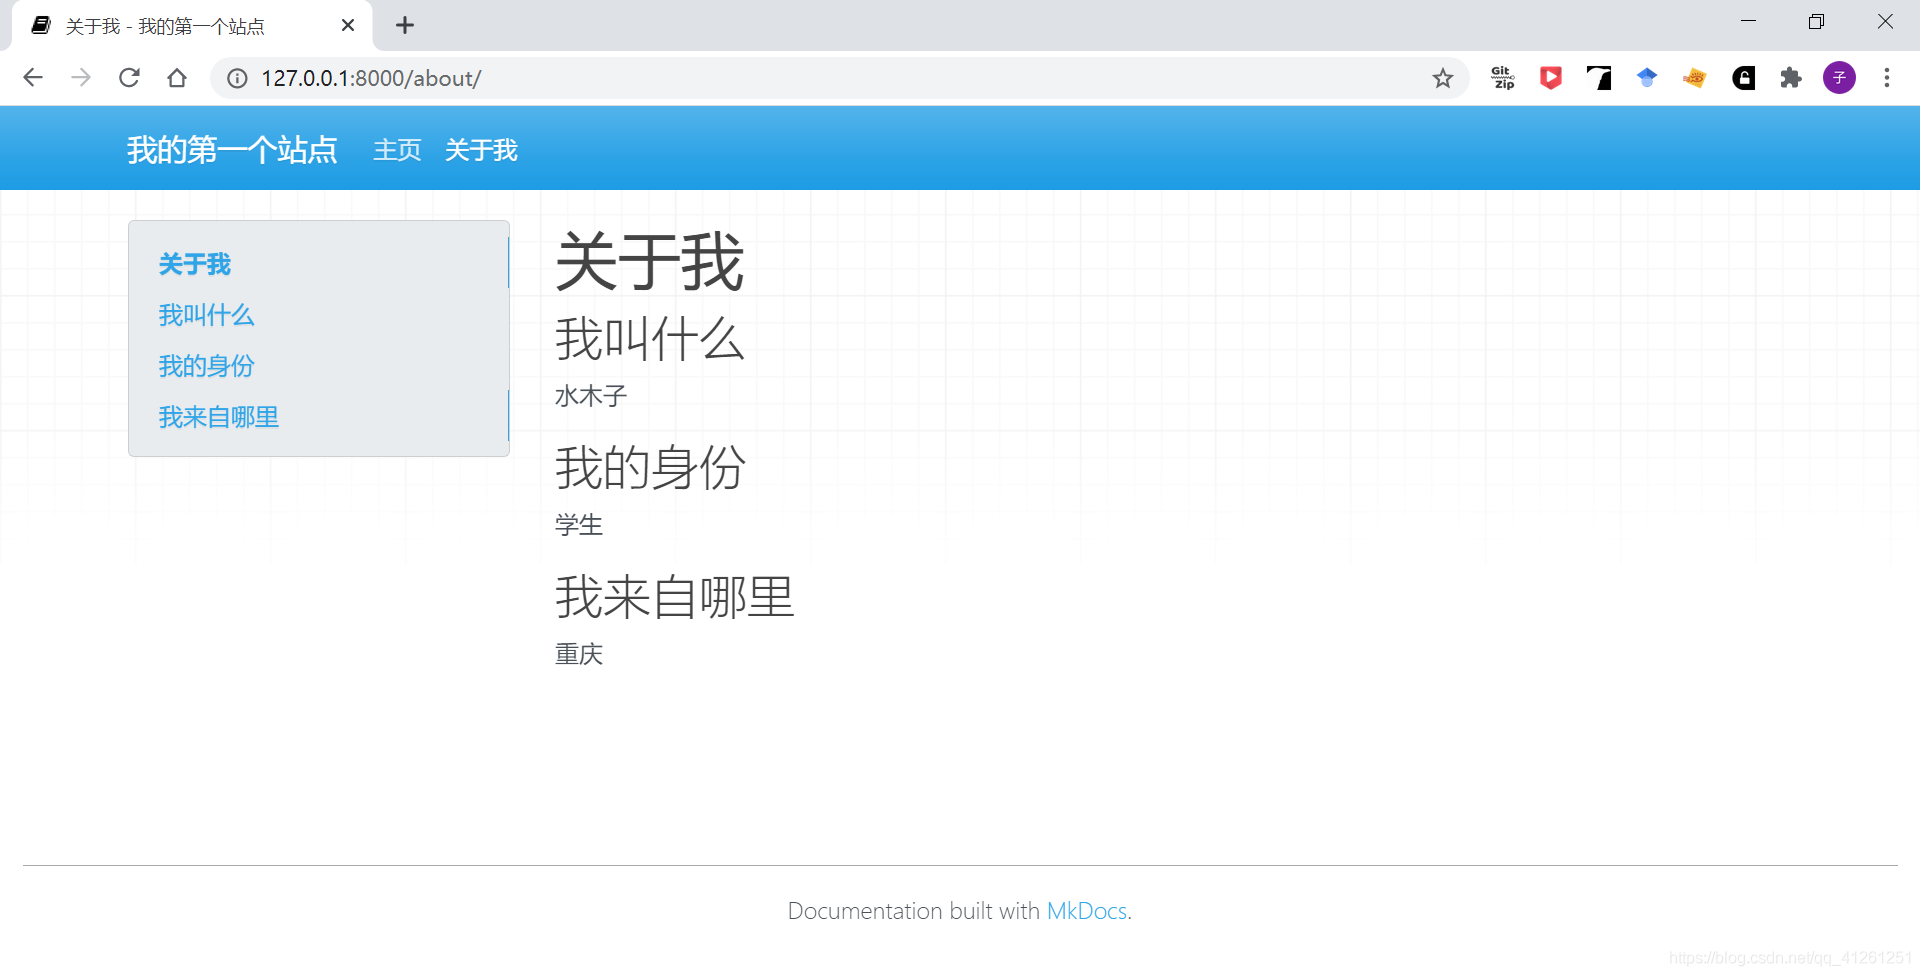 关于我 - 我的第一个站点
127.0.0.1:8000/about/
Git
Zip
子
我的第一个站点 主页 关于我
关于我
我叫什么
我的身份
我来自哪里
关于我
我叫什么
水木子
我的身份
学生
我来自哪里
重庆
Documentation built with MkDocs.
https://blog.csdn.net/qq_41261251